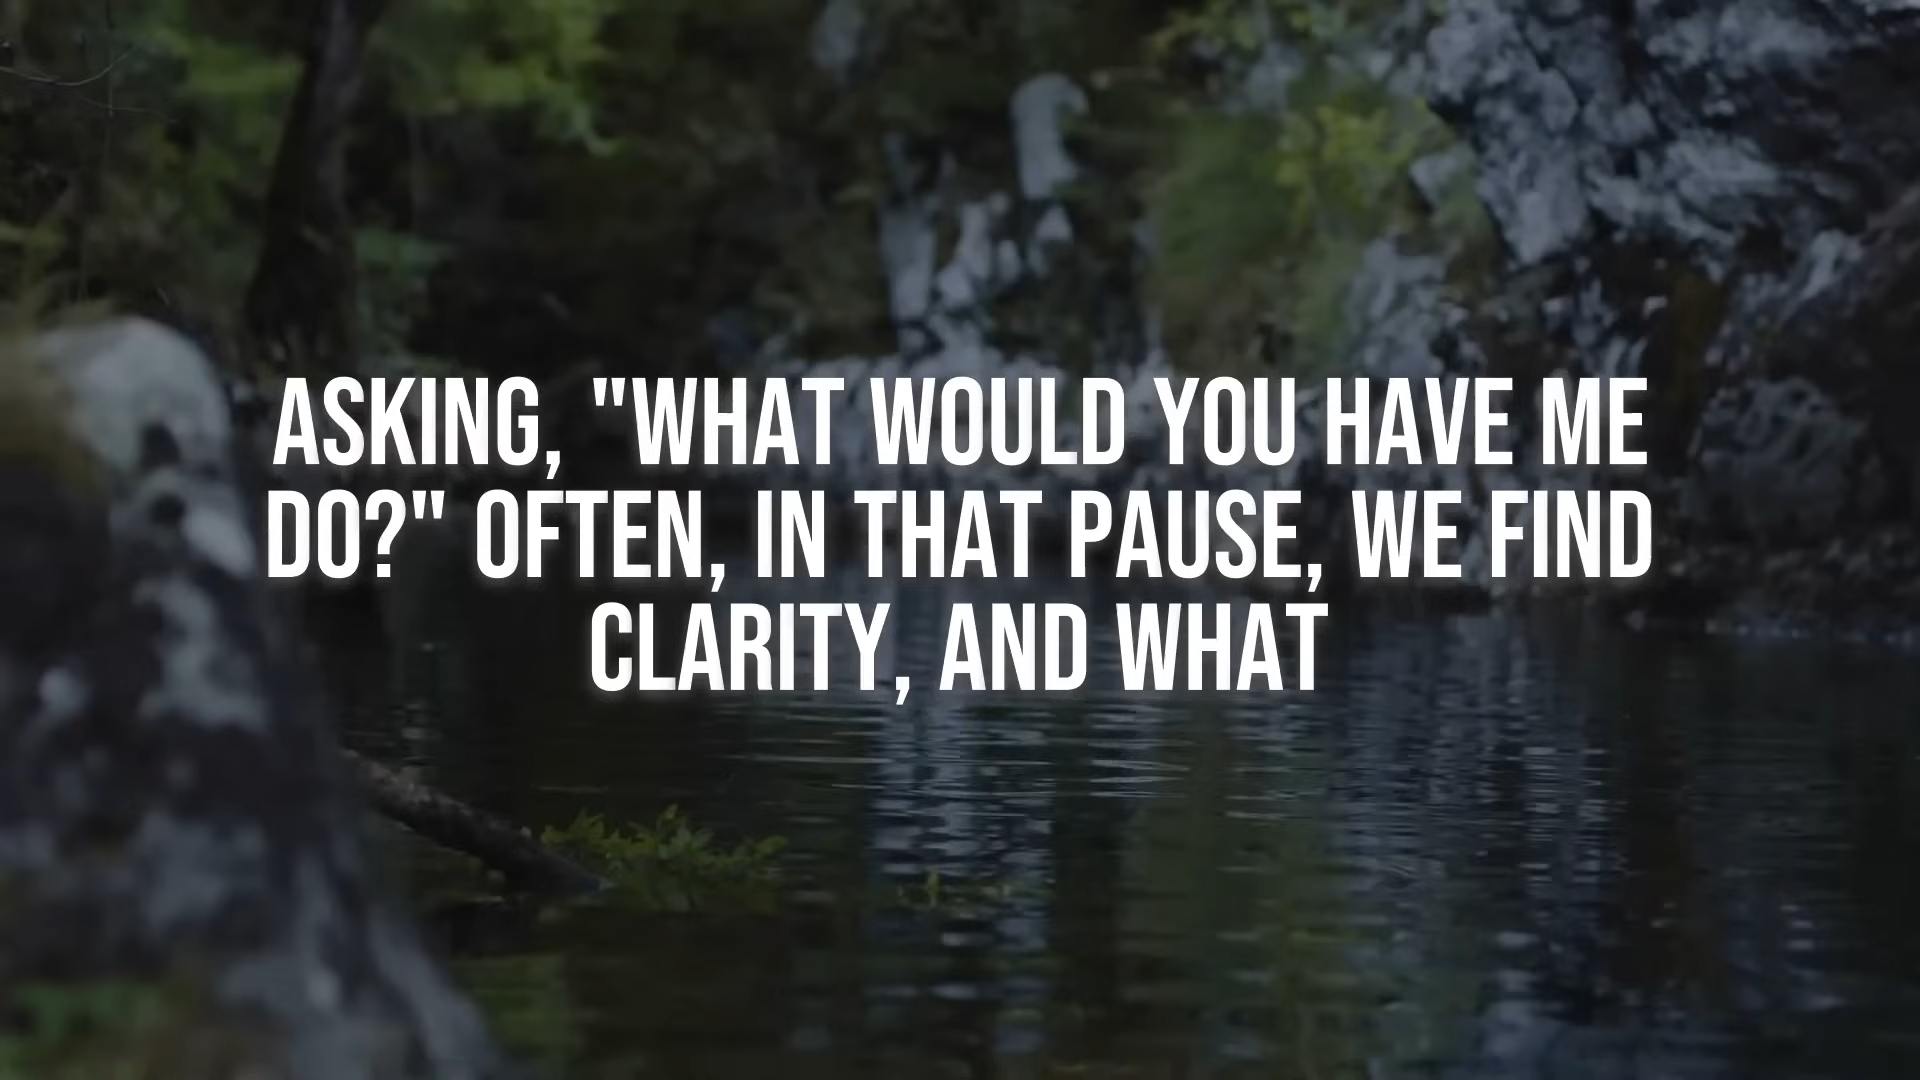 ASKING, "WHAT WOULD YOU HAVE ME
DO?" OFTEN, IN THAT PAUSE, WE FIND
CLARITY, AND WHAT